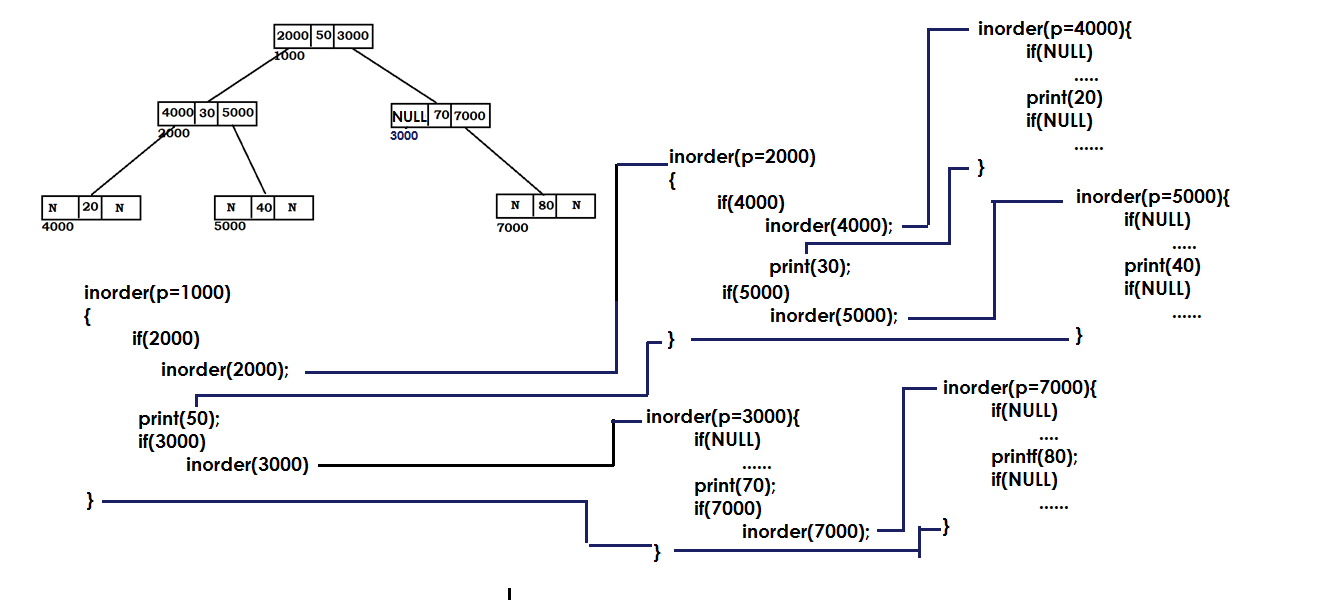 2000 50 3000
1000
4000 30 5000
2000
NULL 70 7000
3000
N 20 N
4000
N 40 N
5000
N 80 N
7000
inorder(p=1000)
{
if(2000)
inorder(2000);
print(50);
if(3000)
inorder(3000)
}
inorder(p=2000)
{
if(4000)
inorder(4000);
print(30);
if(5000)
inorder(5000);
}
inorder(p=4000){
if(NULL)
.....
print(20)
if(NULL)
......
}
inorder(p=5000){
if(NULL)
.....
print(40)
if(NULL)
......
}
inorder(p=3000){
if(NULL)
......
print(70);
if(7000)
inorder(7000);
}
inorder(p=7000){
if(NULL)
....
printf(80);
if(NULL)
......
}